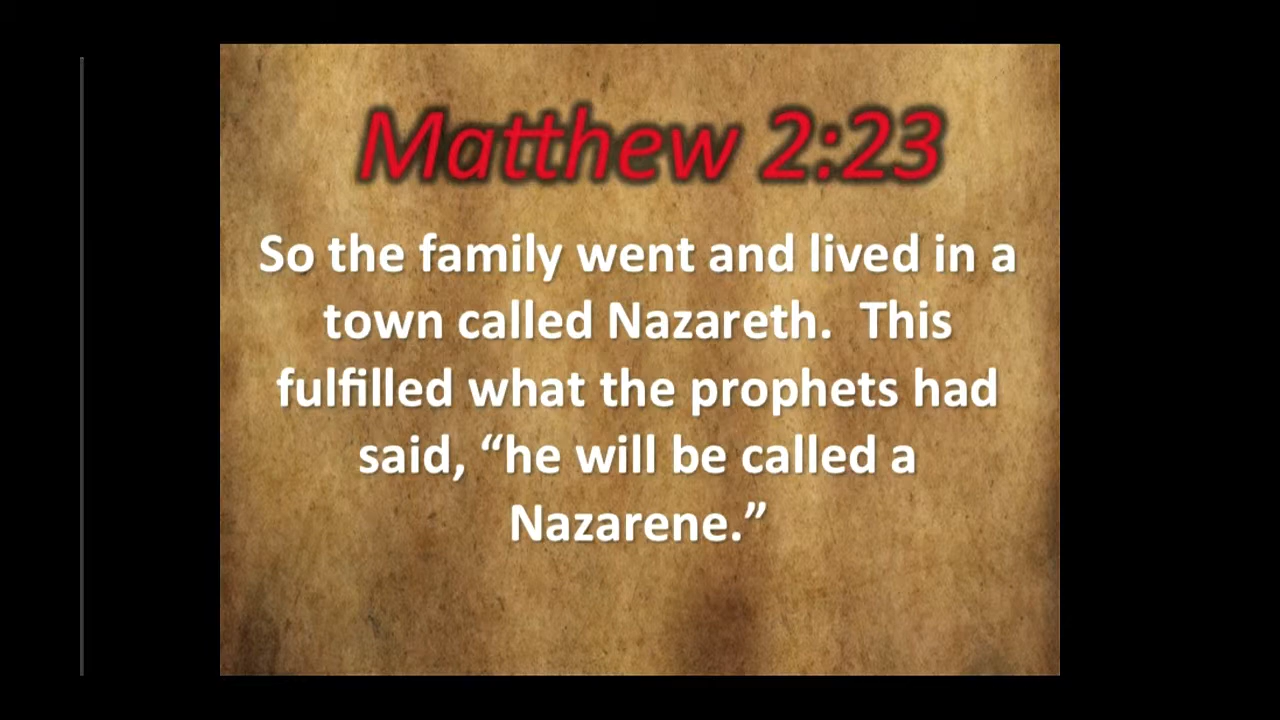 Matthew 2:23
So the family went and lived in a
town called Nazareth.  This
fulfilled what the prophets had
said, “he will be called a
Nazarene.”